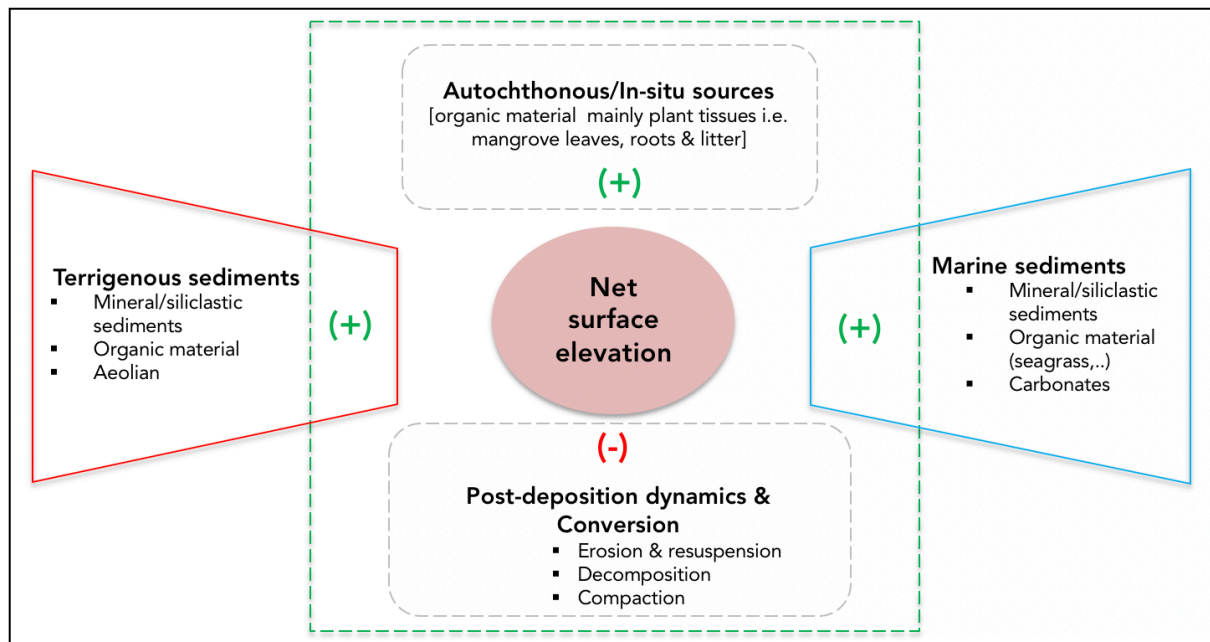 Autochthonous/In-situ sources
[organic material mainly plant tissues i.e.
mangrove leaves, roots & litter]
(+)
Terrigenous sediments
▪ Mineral/siliclastic
sediments
▪ Organic material
▪ Aeolian
(+)
Net
surface
elevation
(+)
Marine sediments
▪ Mineral/siliclastic
sediments
▪ Organic material
(seagrass,..)
▪ Carbonates
(-)
Post-deposition dynamics &
Conversion
▪ Erosion & resuspension
▪ Decomposition
▪ Compaction